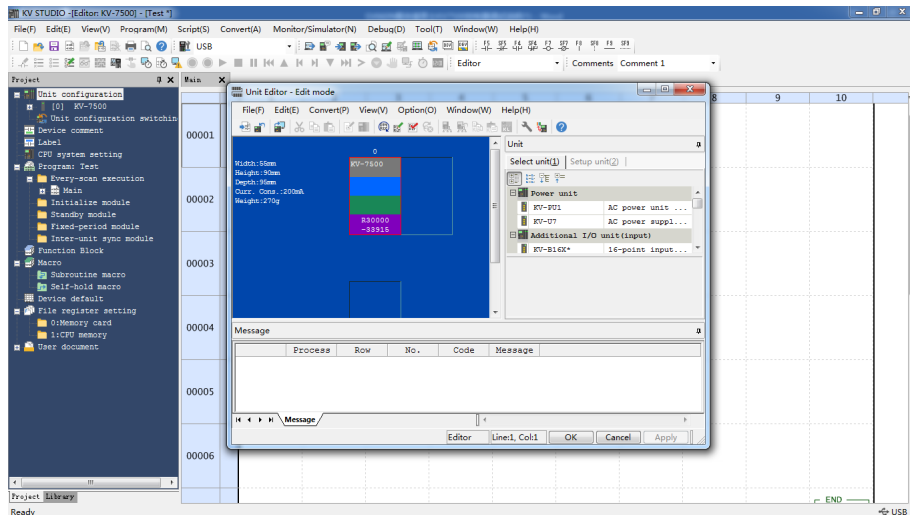 KV STUDIO -[Editor: KV-7500] - [Test *]
File(F) Edit(E) View(V) Program(M) Script(S) Convert(A) Monitor/Simulator(N) Debug(D) Tool(T) Window(W) Help(H)
USB
Editor Comments Comment 1
Project
Main
Unit configuration
[0] KV-7500
Unit configuration switchin
Device comment
Label
CPU system setting
Program: Test
Every-scan execution
Main
Initialize module
Standby module
Fixed-period module
Inter-unit sync module
Function Block
Macro
Subroutine macro
Self-hold macro
Device default
File register setting
0:Memory card
1:CPU memory
User document
Project Library
Ready
8 9 10
00001
00002
00003
00004
00005
00006
END
USB
Unit Editor - Edit mode
File(F) Edit(E) Convert(P) View(V) Option(O) Window(W) Help(H)
0
Width:55mm
Height:90mm
Depth:95mm
Curr. Cons.:200mA
Weight:270g
KV-7500
R30000
-33915
Unit
Select unit(1) Setup unit(2)
Power unit
KV-PU1 AC power unit ...
KV-U7 AC power suppl...
Additional I/O unit(input)
KV-B16X* 16-point input...
Message
Process Row No. Code Message
Message
Editor Line:1, Col:1 OK Cancel Apply